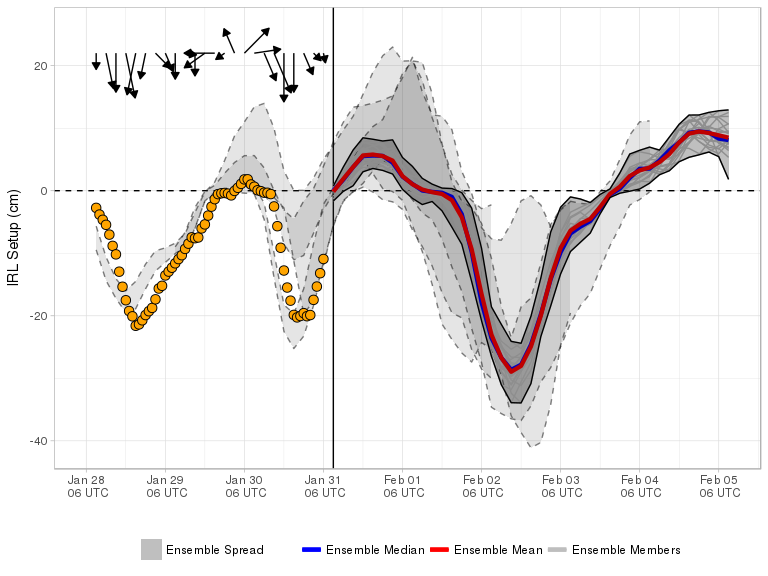 IRL Setup (cm)
20
0
-20
-40
Jan 28 Jan 29 Jan 30 Jan 31 Feb 01 Feb 02 Feb 03 Feb 04 Feb 05
06 UTC 06 UTC 06 UTC 06 UTC 06 UTC 06 UTC 06 UTC 06 UTC 06 UTC
Ensemble Spread Ensemble Median Ensemble Mean Ensemble Members